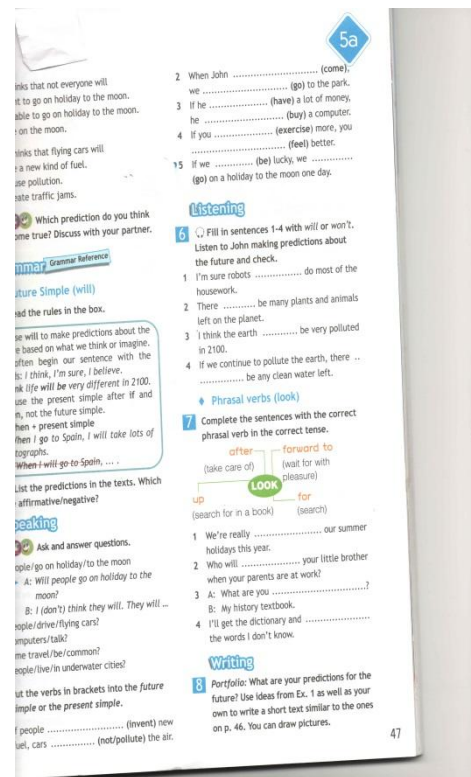 inks that not everyone will
nt to go on holiday to the moon.
able to go on holiday to the moon.
on the moon.
hinks that flying cars will
a new kind of fuel.
use pollution.
eate traffic jams.
Which prediction do you think
ome true? Discuss with your partner.
mmar Grammar Reference
uture Simple (will)
ead the rules in the box.
se will to make predictions about the
e based on what we think or imagine.
often begin our sentence with the
ds: I think, I'm sure, I believe.
nk life will be very different in 2100.
use the present simple after if and
n, not the future simple.
hen + present simple
When I go to Spain, I will take lots of
tographs.
When I will go to Spain, ... .
List the predictions in the texts. Which
affirmative/negative?
peaking
Ask and answer questions.
ople/go on holiday/to the moon
A: Will people go on holiday to the
moon?
B: I (don't) think they will. They will ...
eople/drive/flying cars?
omputers/talk?
me travel/be/common?
eople/live/in underwater cities?
ut the verbs in brackets into the future
imple or the present simple.
f people ........................ (invent) new
uel, cars .............. (not/pollute) the air.
5a
2 When John ........................... (come),
we ........................... (go) to the park.
3 If he ................... (have) a lot of money,
he ........................ (buy) a computer.
4 If you ................... (exercise) more, you
............................. (feel) better.
5 If we ............ (be) lucky, we .............
(go) on a holiday to the moon one day.
Listening
6 Fill in sentences 1-4 with will or won't.
Listen to John making predictions about
the future and check.
1 I'm sure robots .............. do most of the
housework.
2 There .......... be many plants and animals
left on the planet.
3 I think the earth ........... be very polluted
in 2100.
4 If we continue to pollute the earth, there ..
.............. be any clean water left.
Phrasal verbs (look)
7 Complete the sentences with the correct
phrasal verb in the correct tense.
after forward to
(take care of) (wait for with
pleasure)
LOOK
up for
(search for in a book) (search)
1 We're really ..................... our summer
holidays this year.
2 Who will ................... your little brother
when your parents are at work?
3 A: What are you ..............................?
B: My history textbook.
4 I'll get the dictionary and .....................
the words I don't know.
Writing
8 Portfolio: What are your predictions for the
future? Use ideas from Ex. 1 as well as your
own to write a short text similar to the ones
on p. 46. You can draw pictures.
47